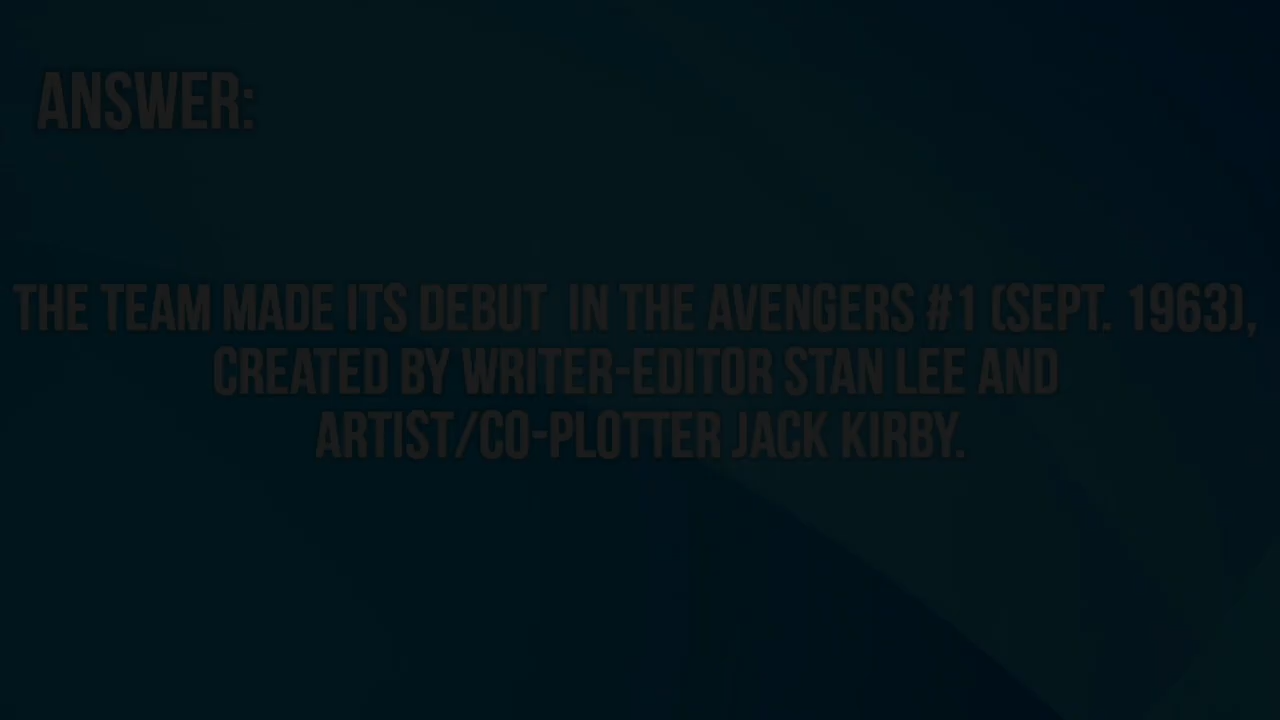 ANSWER:
THE TEAM MADE ITS DEBUT IN THE AVENGERS #1 (SEPT. 1963),
CREATED BY WRITER-EDITOR STAN LEE AND
ARTIST/CO-PLOTTER JACK KIRBY.